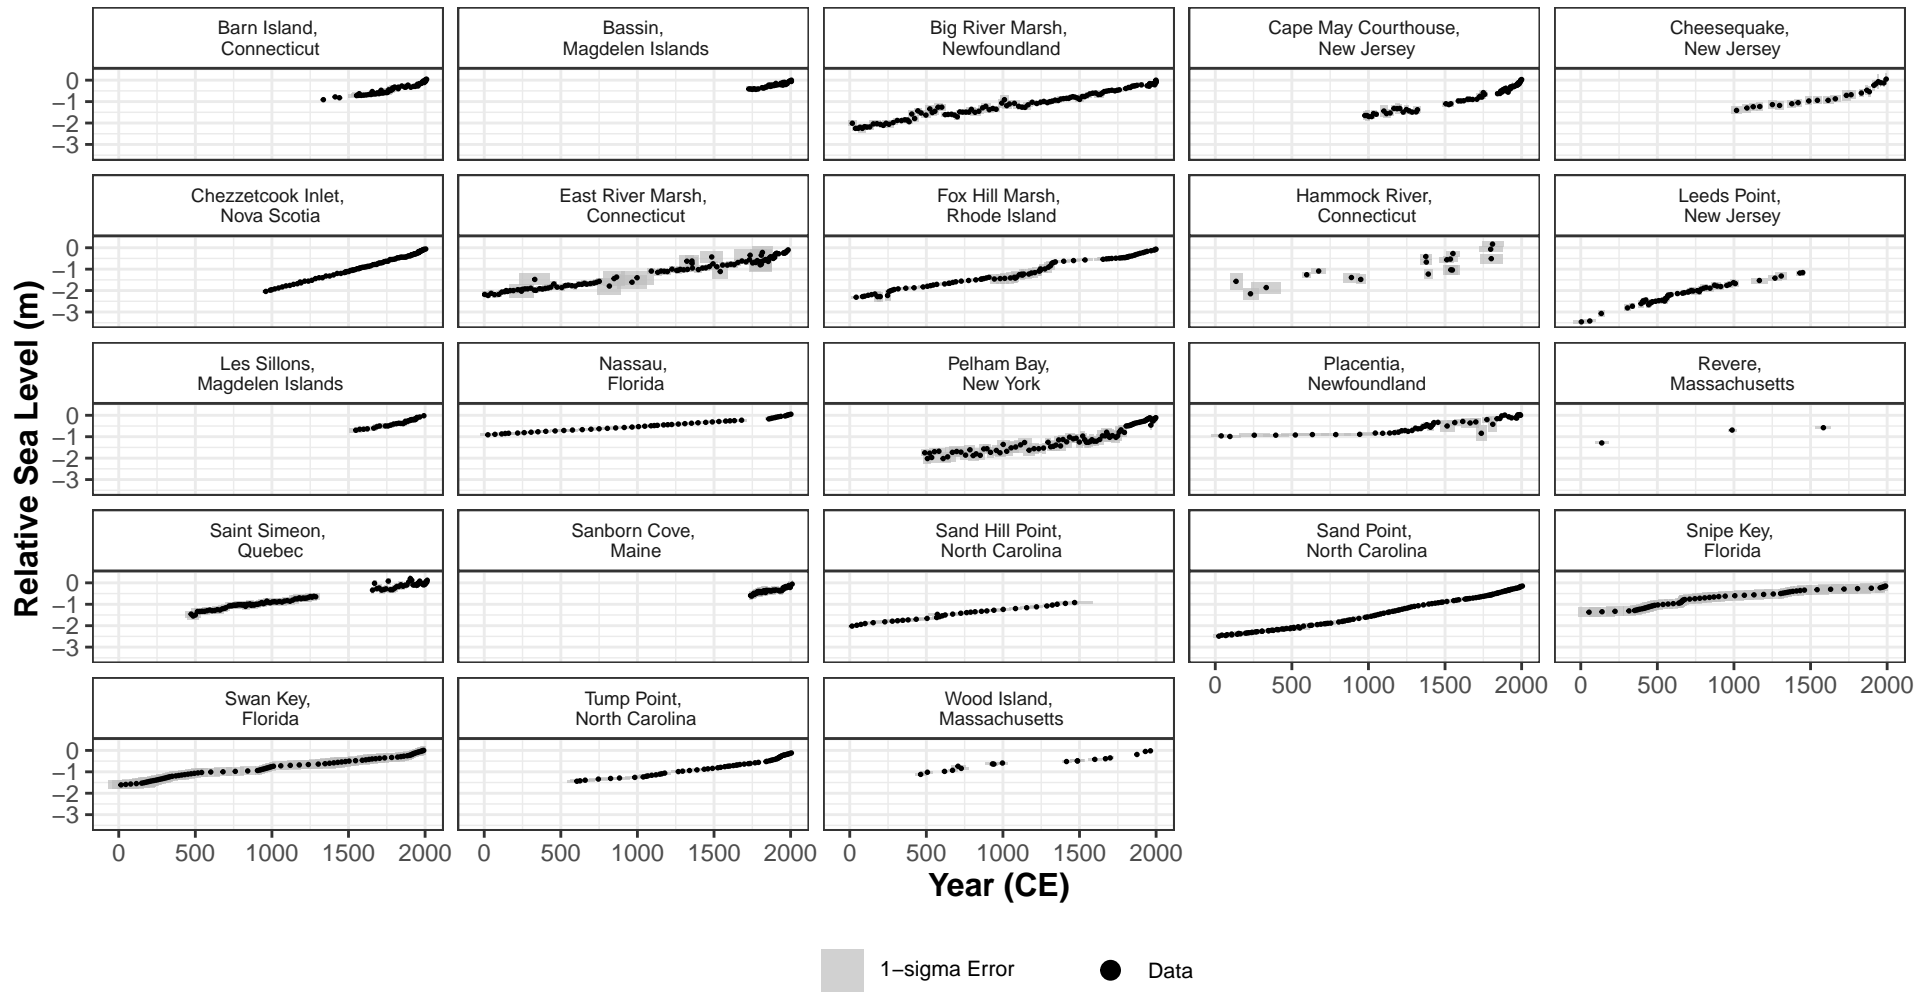 Barn Island,
Connecticut
Bassin,
Magdelen Islands
Big River Marsh,
Newfoundland
Cape May Courthouse,
New Jersey
Cheesequake,
New Jersey
0
−1
−2
−3
Chezzetcook Inlet,
Nova Scotia
East River Marsh,
Connecticut
Fox Hill Marsh,
Rhode Island
Hammock River,
Connecticut
Leeds Point,
New Jersey
0
−1
−2
−3
Les Sillons,
Magdelen Islands
Nassau,
Florida
Pelham Bay,
New York
Placentia,
Newfoundland
Revere,
Massachusetts
0
−1
−2
−3
Saint Simeon,
Quebec
Sanborn Cove,
Maine
Sand Hill Point,
North Carolina
Sand Point,
North Carolina
Snipe Key,
Florida
0
−1
−2
−3
0 500 1000 1500 2000
0 500 1000 1500 2000
Swan Key,
Florida
Tump Point,
North Carolina
Wood Island,
Massachusetts
0
−1
−2
−3
0 500 1000 1500 2000
0 500 1000 1500 2000
0 500 1000 1500 2000
Relative Sea Level (m)
Year (CE)
1−sigma Error
Data